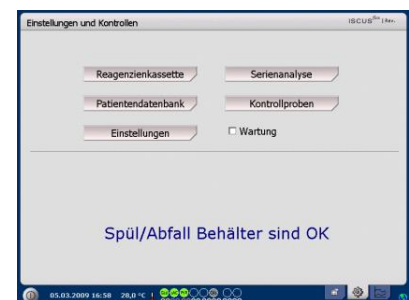 Einstellungen und Kontrollen
ISCUS
Reagenzienkassette
Serienanalyse
Patientendatenbank
Kontrollproben
Einstellungen
Wartung
Spül/Abfall Behälter sind OK
05.03.2009 16:58 28,0 °C